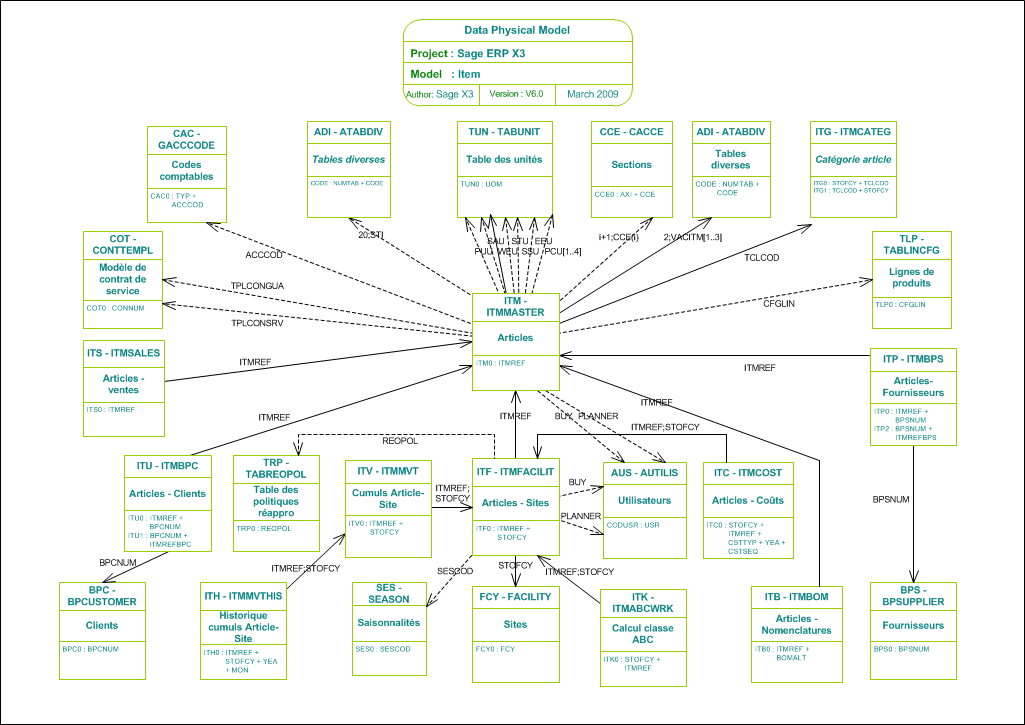 Data Physical Model
Project : Sage ERP X3
Model : Item
Author: Sage X3
Version : V6.0
March 2009
CAC -
GACCCODE
Codes
comptables
CAC0 : TYP +
ACCCOD
ADI - ATABDIV
Tables diverses
CODE : NUMTAB + CODE
TUN - TABUNIT
Table des unités
TUN0 : UOM
CCE - CACCE
Sections
CCE0 : AXI + CCE
ADI - ATABDIV
Tables
diverses
CODE : NUMTAB +
CODE
ITG - ITMCATEG
Catégorie article
ITG0 : STOFCY + TCLCOD
ITG1 : TCLCOD + STOFCY
COT -
CONTTEMPL
Modèle de
contrat de
service
COT0 : CONNUM
TLP -
TABLINCFG
Lignes de
produits
TLP0 : CFGLIN
ACCCOD
TPLCONGUA
TPLCONSRV
20;STI
SAU STU EEU
PUU WEU SSU PCU[1..4]
i+1;CCE(i)
2;VACITM[1..3]
TCLCOD
CFGLIN
ITM -
ITMMASTER
Articles
ITM0 : ITMREF
ITS - ITMSALES
Articles -
ventes
ITS0 : ITMREF
ITMREF
ITP - ITMBPS
Articles-
Fournisseurs
ITP0 : ITMREF +
BPSNUM
ITP2 : BPSNUM +
ITMREFBPS
ITMREF
ITMREF
ITMREF
BUY
PLANNER
ITMREF
ITMREF;STOFCY
REOPOL
ITU - ITMBPC
Articles - Clients
ITU0 : ITMREF +
BPCNUM
ITU1 : BPCNUM +
ITMREFBPC
TRP -
TABREOPOL
Table des
politiques
réappro
TRP0 : REOPOL
ITV - ITMMVT
Cumuls Article-
Site
ITV0 : ITMREF +
STOFCY
ITMREF;
STOFCY
ITF - ITMFACILIT
Articles - Sites
ITF0 : ITMREF +
STOFCY
BUY
PLANNER
AUS - AUTILIS
Utilisateurs
CODUSR : USR
ITC - ITMCOST
Articles - Coûts
ITC0 : STOFCY +
ITMREF +
CSTTYP + YEA +
CSTSEQ
BPSNUM
BPCNUM
ITMREF;STOFCY
SESCOD
STOFCY
ITMREF;STOFCY
BPC -
BPCUSTOMER
Clients
BPC0 : BPCNUM
ITH - ITMMVTHIS
Historique
cumuls Article-
Site
ITH0 : ITMREF +
STOFCY + YEA
+ MON
SES -
SEASON
Saisonnalités
SES0 : SESCOD
FCY - FACILITY
Sites
FCY0 : FCY
ITK -
ITMABCWRK
Calcul classe
ABC
ITK0 : STOFCY +
ITMREF
ITB - ITMBOM
Articles -
Nomenclatures
ITB0 : ITMREF +
BOMALT
BPS -
BPSUPPLIER
Fournisseurs
BPS0 : BPSNUM